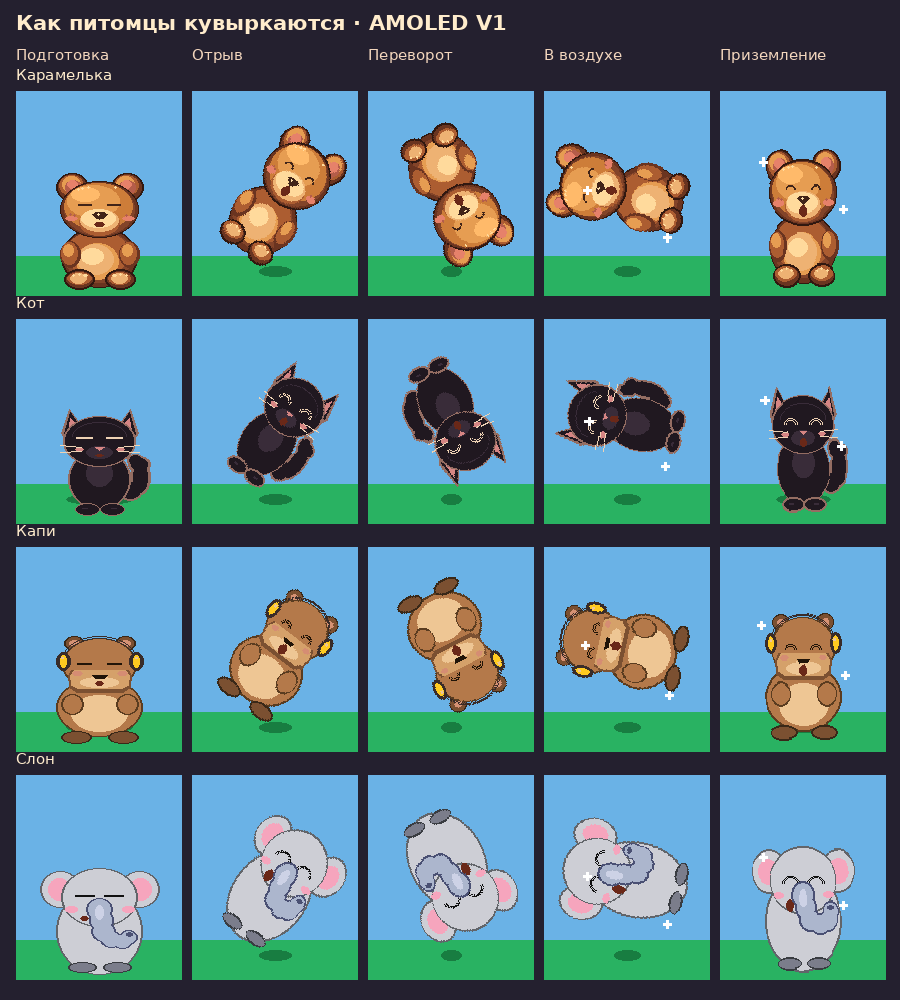 Как питомцы кувыркаются · AMOLED V1
Подготовка Отрыв Переворот В воздухе Приземление
Карамелька
Кот
Капи
Слон